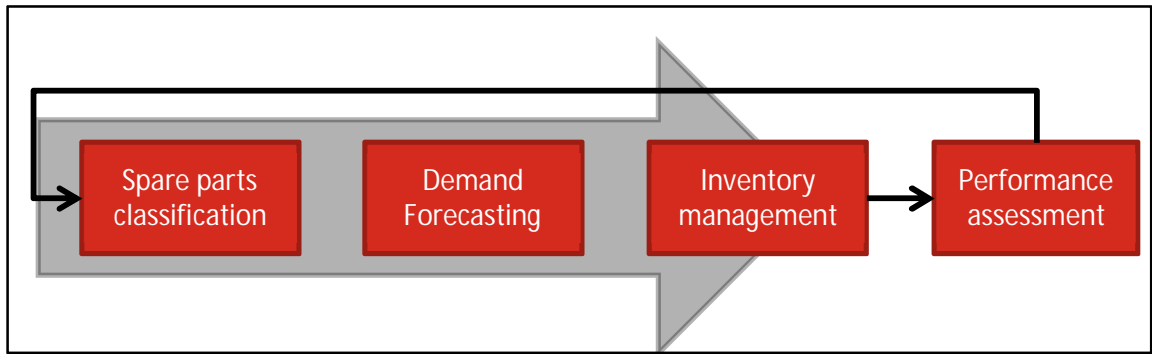 Spare parts
classification
Demand
Forecasting
Inventory
management
Performance
assessment